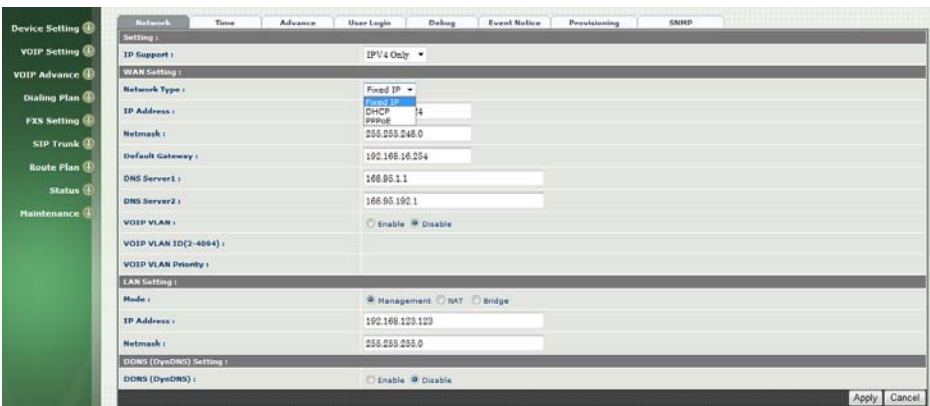 Device Setting
VOIP Setting
VOIP Advance
Dialing Plan
FXS Setting
SIP Trunk
Route Plan
Status
Maintenance
Network Time Advance User Login Debug Event Notice Provisioning SNMP
Setting :
IP Support : IPV4 Only
WAN Setting :
Network Type : Fixed IP
Fixed IP
DHCP
PPPoE
IP Address :
Netmask : 255.255.248.0
Default Gateway : 192.168.16.254
DNS Server1 : 168.95.1.1
DNS Server2 : 168.95.192.1
VOIP VLAN : Enable Disable
VOIP VLAN ID(2-4094) :
VOIP VLAN Priority :
LAN Setting :
Mode : Management NAT Bridge
IP Address : 192.168.123.123
Netmask : 255.255.255.0
DDNS (DynDNS) Setting :
DDNS (DynDNS) : Enable Disable
Apply Cancel